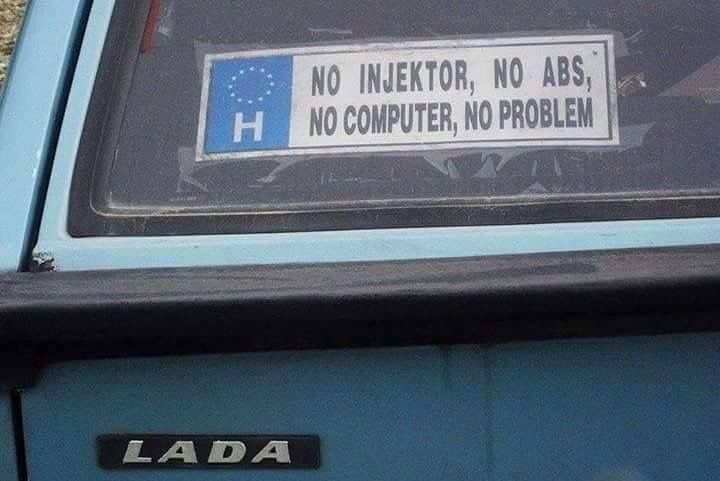 NO INJEKTOR, NO ABS,
H
NO COMPUTER, NO PROBLEM
LADA